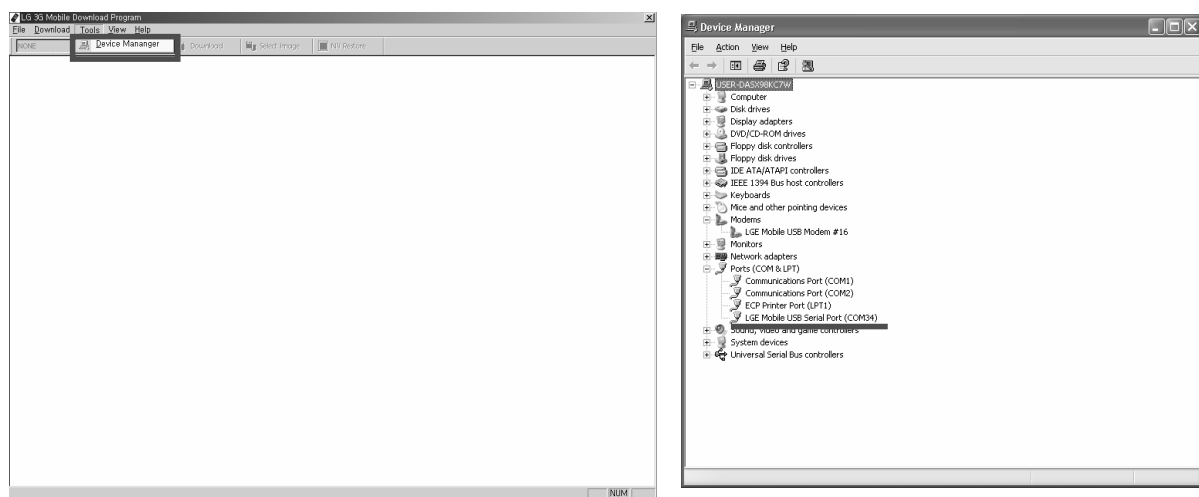 LG 3G Mobile Download Program
File Download Tools View Help
NONE Device Mananger Download Select Image NV Restore
NUM
Device Manager
File Action View Help
USER-DASX98KC7W
Computer
Disk drives
Display adapters
DVD/CD-ROM drives
Floppy disk controllers
Floppy disk drives
IDE ATA/ATAPI controllers
IEEE 1394 Bus host controllers
Keyboards
Mice and other pointing devices
Modems
LGE Mobile USB Modem #16
Monitors
Network adapters
Ports (COM & LPT)
Communications Port (COM1)
Communications Port (COM2)
ECP Printer Port (LPT1)
LGE Mobile USB Serial Port (COM34)
Sound, video and game controllers
System devices
Universal Serial Bus controllers